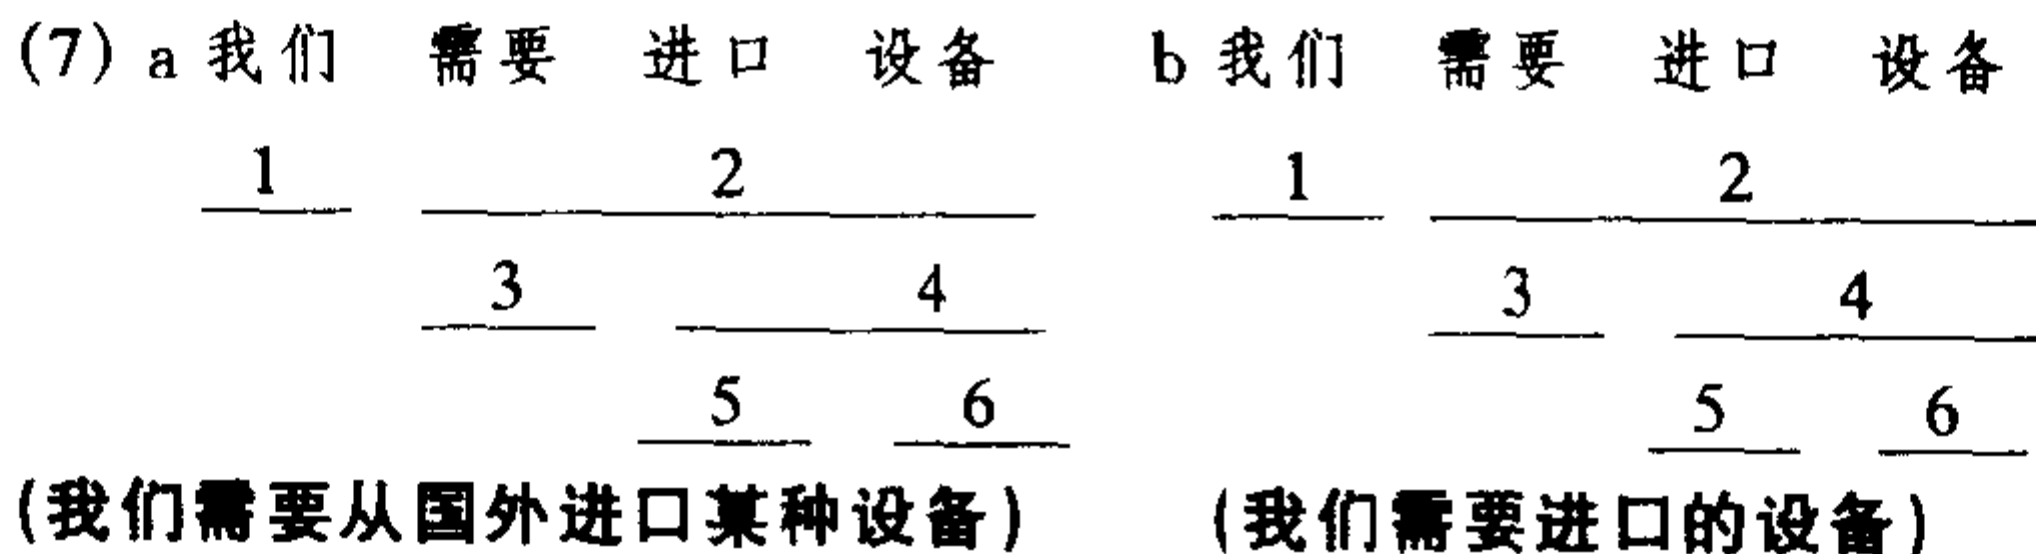 (7) a 我们 需要 进口 设备 b 我们 需要 进口 设备
1 2 1 2
3 4 3 4
5 6 5 6
(我们需要从国外进口某种设备) (我们需要进口的设备)